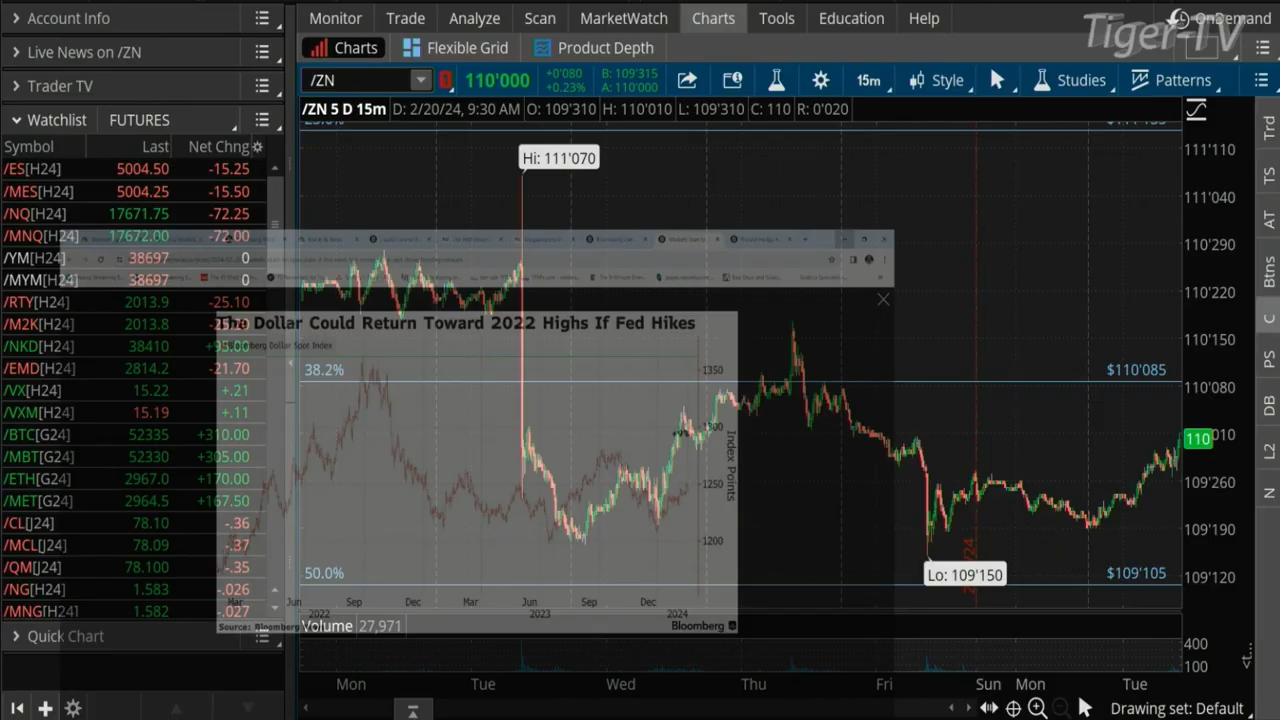 Account Info
Live News on /ZN
Tiger TV
Watchlist FUTURES
Symbol Last Net Chng
/ES[H24] 5004.50 -15.25
/MES[H24] 5004.25 -15.50
/NQ[H24] 17671.75 -72.25
/MNQ[H24] 17672.00 -72.00
/YM[H24] 38697 0
/MYM[H24] 38697 0
/RTY[H24] 2013.9 -25.10
/M2K[H24] 2013.8
/NKD[H24] 38410 +95.00
/EMD[H24] 2814.2 -21.70
/VX[H24] 15.22 +.21
/VXM[H24] 15.19 +.11
/BTC[G24] 52335 +310.00
/MBT[G24] 52330 +305.00
/ETH[G24] 2967.0 +170.00
/MET[G24] 2964.5 +167.50
/CL[J24] 78.10 -.36
/MCL[J24] 78.09 -.37
/QM[J24] 78.100 -.35
/NG[H24] 1.583 -.026
/MNG[H24] 1.582 -.027
Quick Chart
Monitor Trade Analyze Scan MarketWatch Charts Tools Education Help
OnDemand
Tiger-TV
Charts Flexible Grid Product Depth
/ZN 110'000 +0'080 +0.23% B: 109'315 A: 110'000 15m Style Studies Patterns
/ZN 5 D 15m D: 2/20/24, 9:30 AM O: 109'310 H: 110'010 L: 109'310 C: 110 R: 0'020
Hi: 111'070
38.2% $110'085
50.0% $109'105
Lo: 109'150
111'110
111'040
110'290
110'220
110'150
110'080
110 010
109'260
109'190
109'120
The Dollar Could Return Toward 2022 Highs If Fed Hikes
Bloomberg Dollar Spot Index
1350
1300
1250
1200
Index Points
Mar Jun Sep Dec Mar Jun Sep Dec
2022 2023 2024
Source: Bloomberg
Bloomberg
Volume 27,971
400
100
Mon Tue Wed Thu Fri Sun Mon Tue
Drawing set: Default
Trd
TS
AT
Btns
C
PS
DB
L2
N